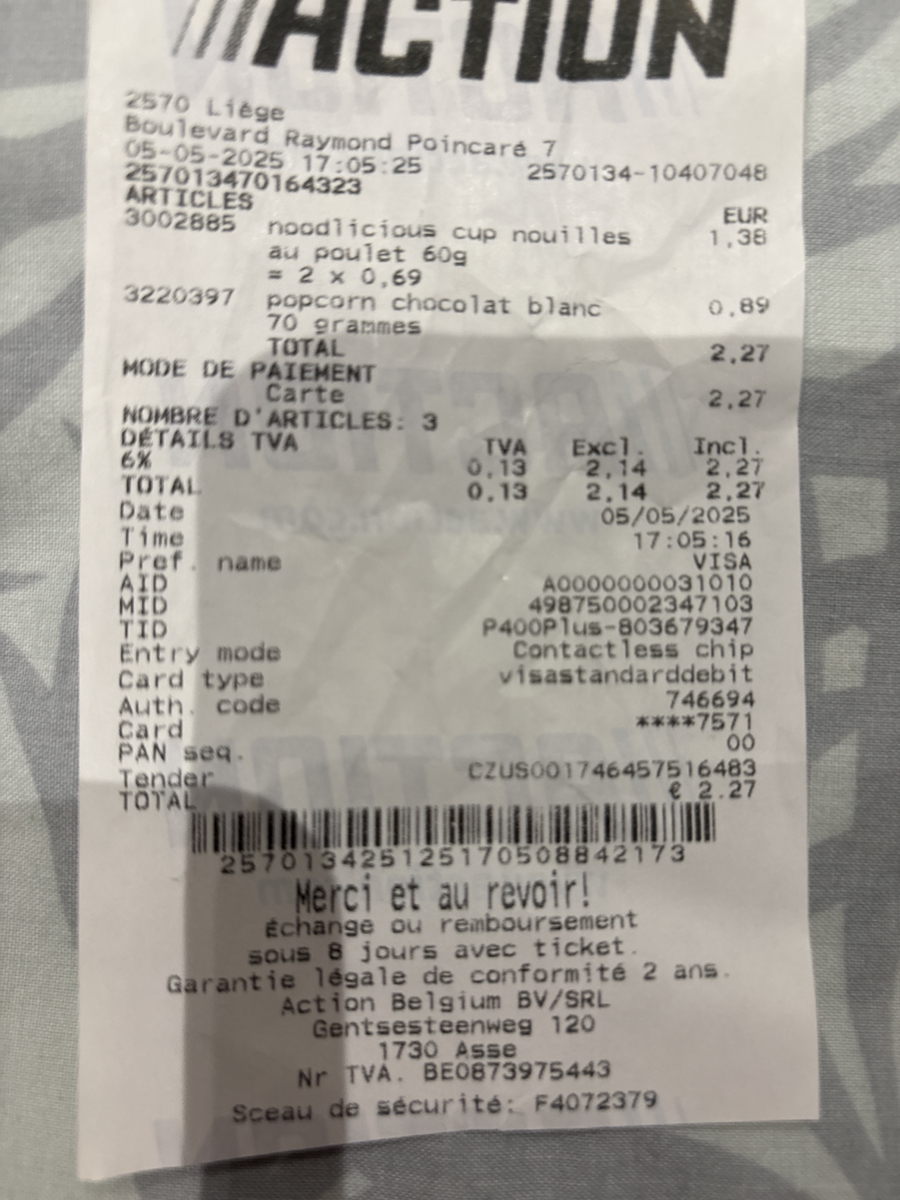 ACTION
2570 Liège
Boulevard Raymond Poincaré 7
05-05-2025 17:05:25 2570134-10407048
257013470164323
ARTICLES EUR
3002885 noodlicious cup nouilles 1,38
au poulet 60g
= 2 x 0,69
3220397 popcorn chocolat blanc 0,89
70 grammes
TOTAL 2,27
MODE DE PAIEMENT
Carte 2,27
NOMBRE D'ARTICLES: 3
DÉTAILS TVA TVA Excl. Incl.
6% 0,13 2,14 2,27
TOTAL 0,13 2,14 2,27
Date 05/05/2025
Time 17:05:16
Pref. name VISA
AID A0000000031010
MID 498750002347103
TID P400Plus-803679347
Entry mode Contactless chip
Card type visastandarddebit
Auth. code 746694
Card ****7571
PAN seq. 00
Tender CZUS001746457516483
TOTAL € 2.27
257013425125170508842173
Merci et au revoir!
Échange ou remboursement
sous 8 jours avec ticket.
Garantie légale de conformité 2 ans.
Action Belgium BV/SRL
Gentsesteenweg 120
1730 Asse
Nr TVA. BE0873975443
Sceau de sécurité: F4072379